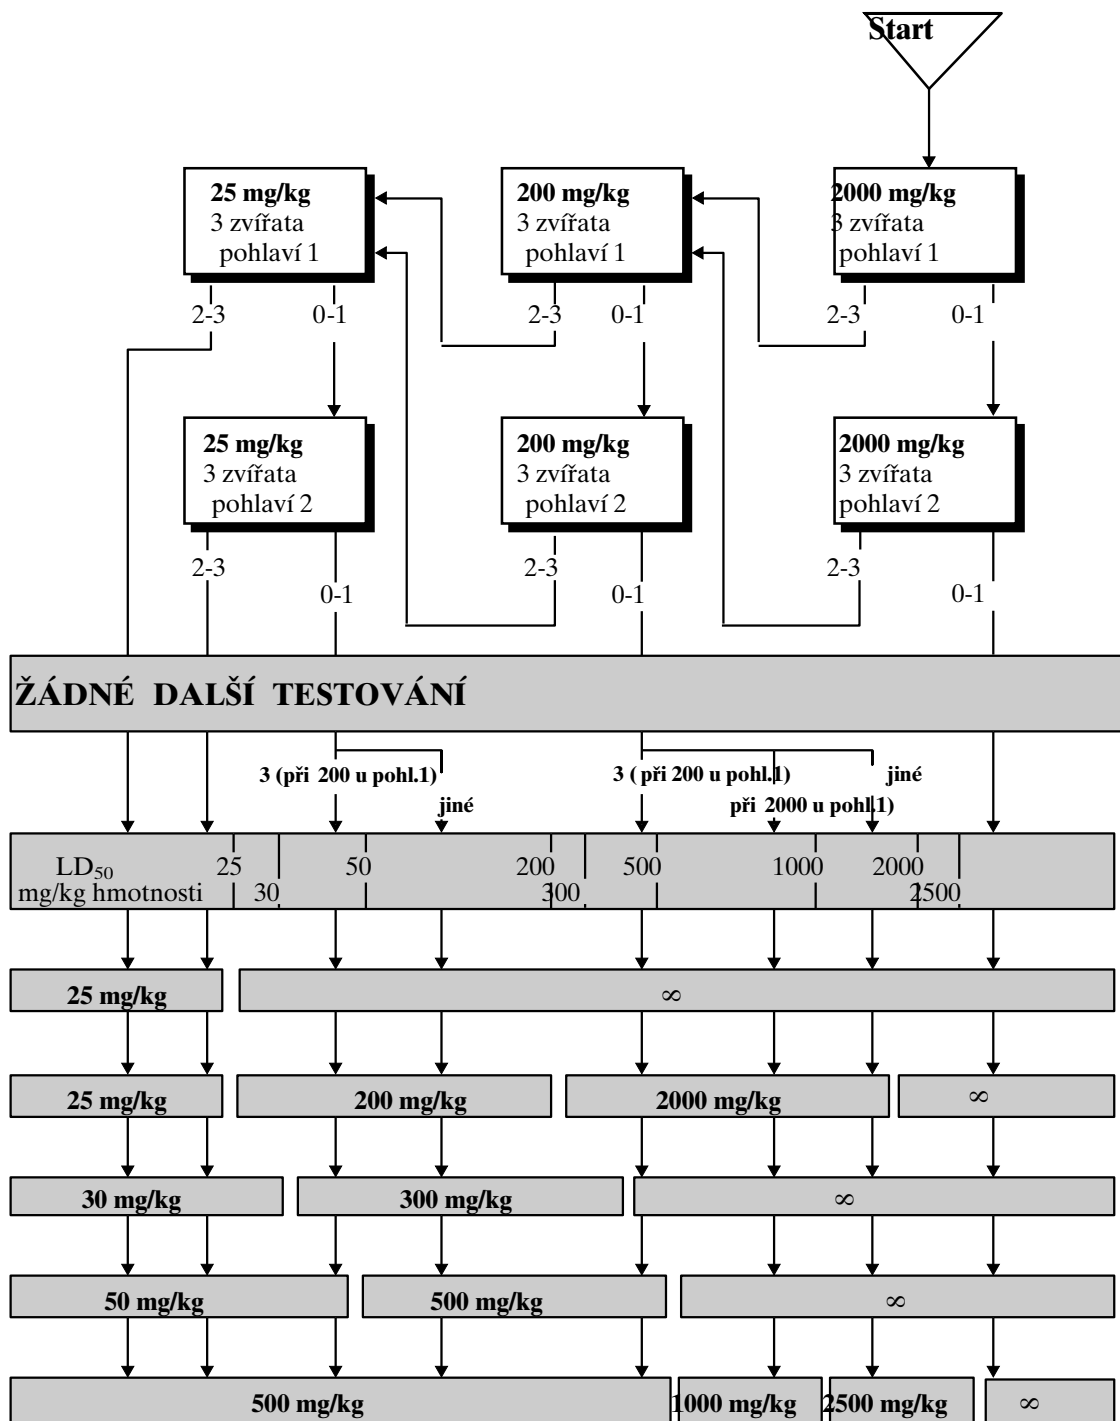 Start
25 mg/kg
3 zvířata
pohlaví 1
200 mg/kg
3 zvířata
pohlaví 1
2000 mg/kg
3 zvířata
pohlaví 1
2-3
0-1
2-3
0-1
2-3
0-1
25 mg/kg
3 zvířata
pohlaví 2
200 mg/kg
3 zvířata
pohlaví 2
2000 mg/kg
3 zvířata
pohlaví 2
2-3
0-1
2-3
0-1
2-3
0-1
ŽÁDNÉ DALŠÍ TESTOVÁNÍ
3 (při 200 u pohl.1)
jiné
3 ( při 200 u pohl.1)
při 2000 u pohl.1)
jiné
LD₅₀ 25 50 200 500 1000 2000
mg/kg hmotnosti 30 300 2500
25 mg/kg ∞
25 mg/kg 200 mg/kg 2000 mg/kg ∞
30 mg/kg 300 mg/kg ∞
50 mg/kg 500 mg/kg ∞
500 mg/kg 1000 mg/kg 2500 mg/kg ∞